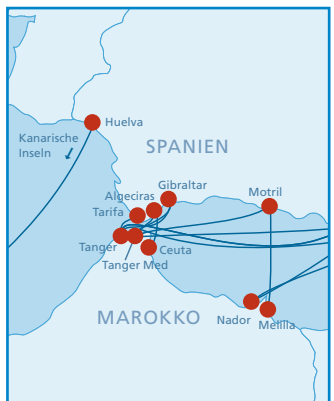 Huelva
Kanarische
Inseln
SPANIEN
Gibraltar
Algeciras
Motril
Tarifa
Tanger
Ceuta
Tanger Med
MAROKKO
Nador
Melilla